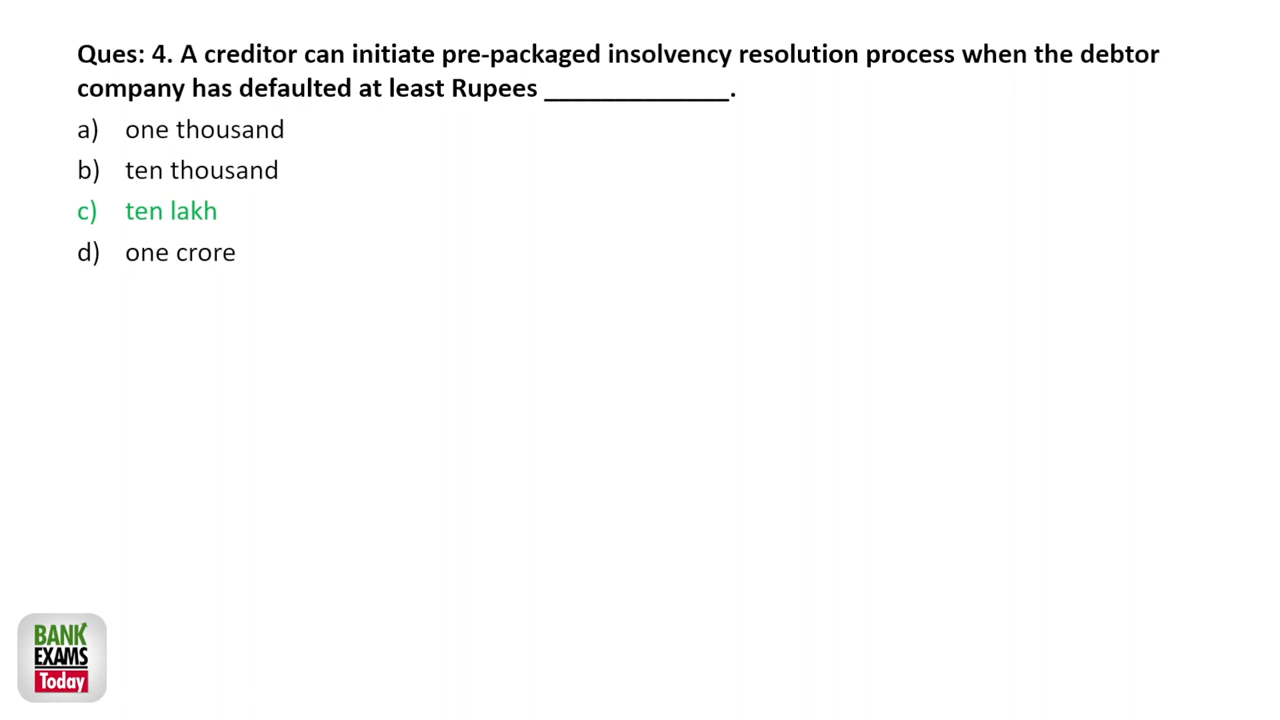 Ques: 4. A creditor can initiate pre-packaged insolvency resolution process when the debtor
company has defaulted at least Rupees _____________.
a) one thousand
b) ten thousand
c) ten lakh
d) one crore
BANK
EXAMS
Today